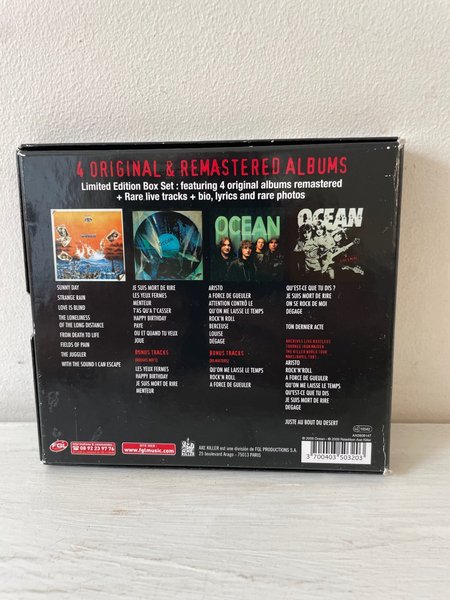 4 ORIGINAL & REMASTERED ALBUMS
Limited Edition Box Set : featuring 4 original albums remastered
+ Rare live tracks + bio, lyrics and rare photos
SUNNY DAY
STRANGE RAIN
LOVE IS BLIND
THE LONELINESS
OF THE LONG DISTANCE
FROM DEATH TO LIFE
FIELDS OF PAIN
THE JUGGLER
WITH THE SOUND I CAN ESCAPE
JE SUIS MORT DE RIRE
LES YEUX FERMES
MENTEUR
T'AS QU'A T'CASSER
HAPPY BIRTHDAY
PAYE
OU ET QUAND TU VEUX
JOUE
BONUS TRACKS
LES YEUX FERMES
HAPPY BIRTHDAY
JE SUIS MORT DE RIRE
MENTEUR
OCEAN
ARISTO
A FORCE DE GUEULER
ATTENTION CONTRÔLE
QU'ON ME LAISSE LE TEMPS
ROCK'N ROLL
BERCEUSE
LOUISE
DÉGAGE
BONUS TRACKS
QU'ON ME LAISSE LE TEMPS
ROCK'N ROLL
A FORCE DE GUEULER
OCEAN
QU'EST-CE QUE TU DIS ?
JE SUIS MORT DE RIRE
ON SE ROCK DE MOI
DÉGAGE
TON DERNIER ACTE
ARISTO
ROCK'N'ROLL
A FORCE DE GUEULER
QU'ON ME LAISSE LE TEMPS
QU'EST-CE QUE TU DIS
JE SUIS MORT DE RIRE
DEGAGE
JUSTE AU BOUT DU DESERT
FGL
08 92 23 97 76
www.fglmusic.com
AXE KILLER est une division de FGL PRODUCTIONS S.A.
25 boulevard Arago - 75013 PARIS
3 700403 503203